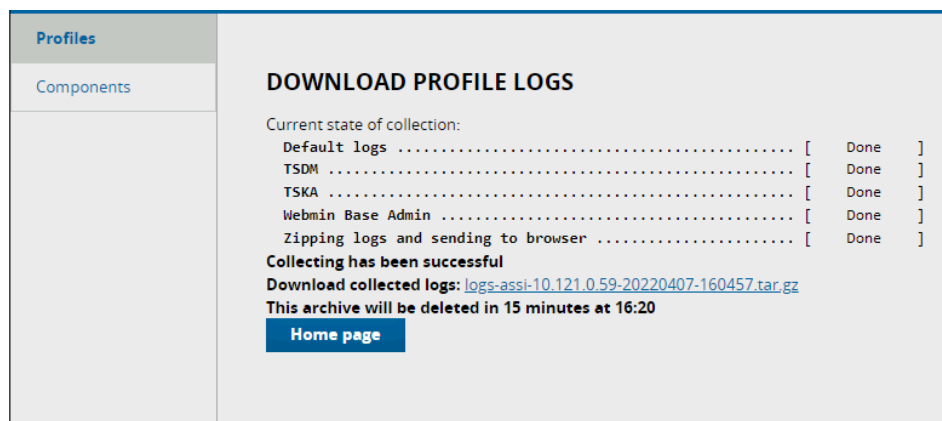 Profiles
Components
DOWNLOAD PROFILE LOGS
Current state of collection:
Default logs .............................................. [ Done ]
TSDM ...................................................... [ Done ]
TSKA ...................................................... [ Done ]
Webmin Base Admin ......................................... [ Done ]
Zipping logs and sending to browser ....................... [ Done ]
Collecting has been successful
Download collected logs: logs-assi-10.121.0.59-20220407-160457.tar.gz
This archive will be deleted in 15 minutes at 16:20
Home page